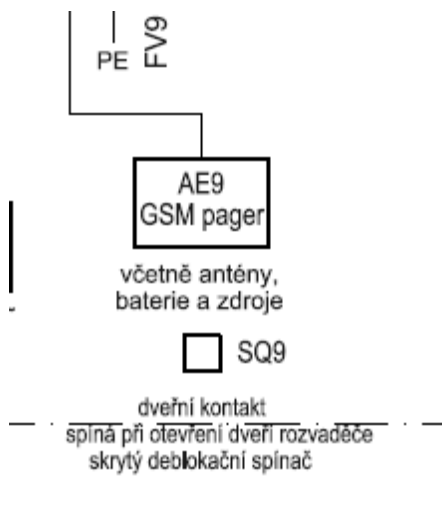 PE
FV9
AE9
GSM pager
včetně antény,
baterie a zdroje
SQ9
dveřní kontakt
spíná při otevření dveří rozvaděče
skrytý deblokační spínač